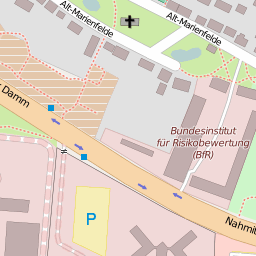 Alt-Marienfelde
Alt-Marienfelde
Damm
Bundesinstitut
für Risikobewertung
(BfR)
P
Nahmit